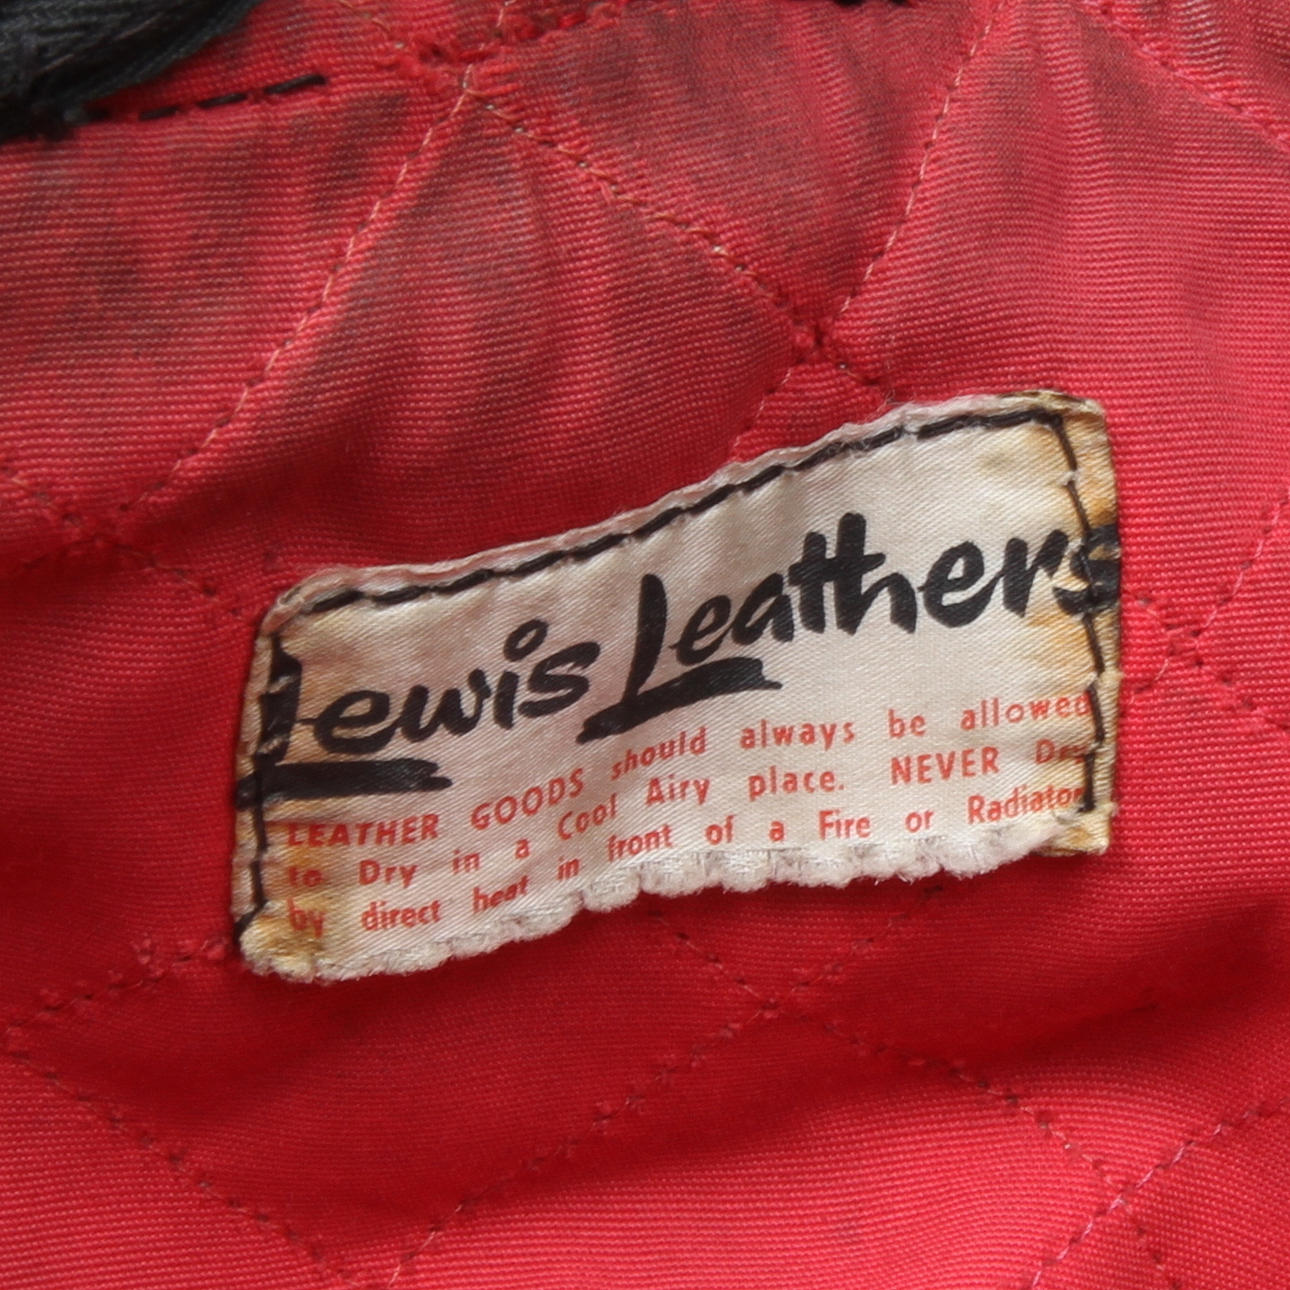 Lewis Leathers
LEATHER GOODS should always be allowed
to Dry in a Cool Airy place. NEVER Dry
by direct heat in front of a Fire or Radiator